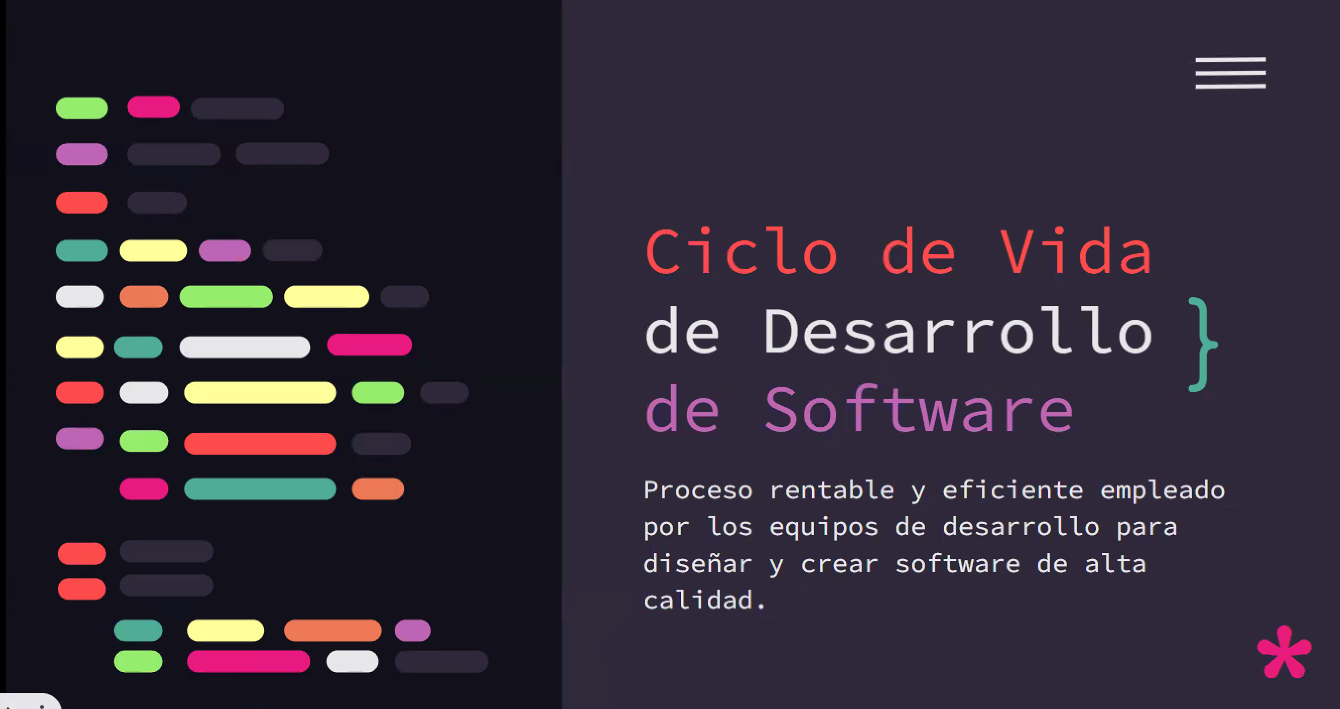 Ciclo de Vida
de Desarrollo }
de Software
Proceso rentable y eficiente empleado
por los equipos de desarrollo para
diseñar y crear software de alta
calidad.
*